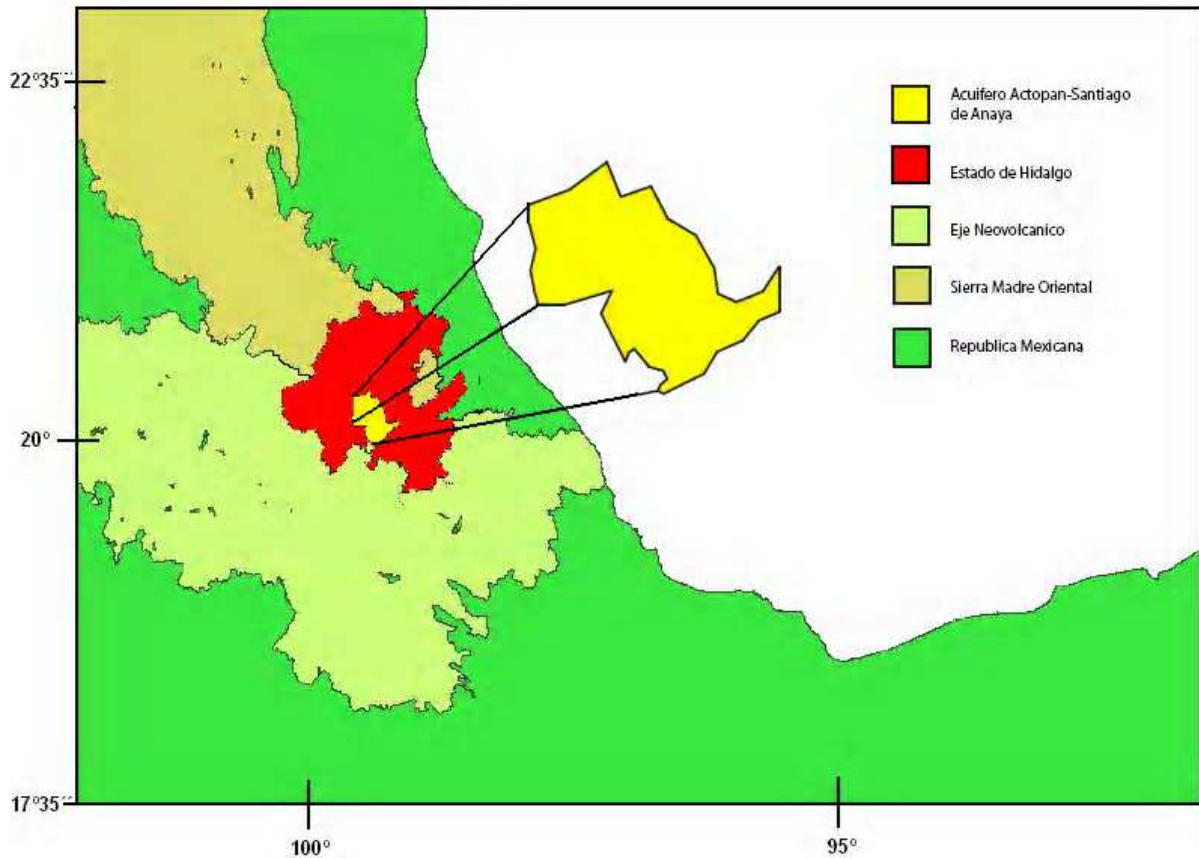 22°35´´
Acuifero Actopan-Santiago
de Anaya
Estado de Hidalgo
Eje Neovolcanico
Sierra Madre Oriental
Republica Mexicana
20°
17°35´´
100°
95°